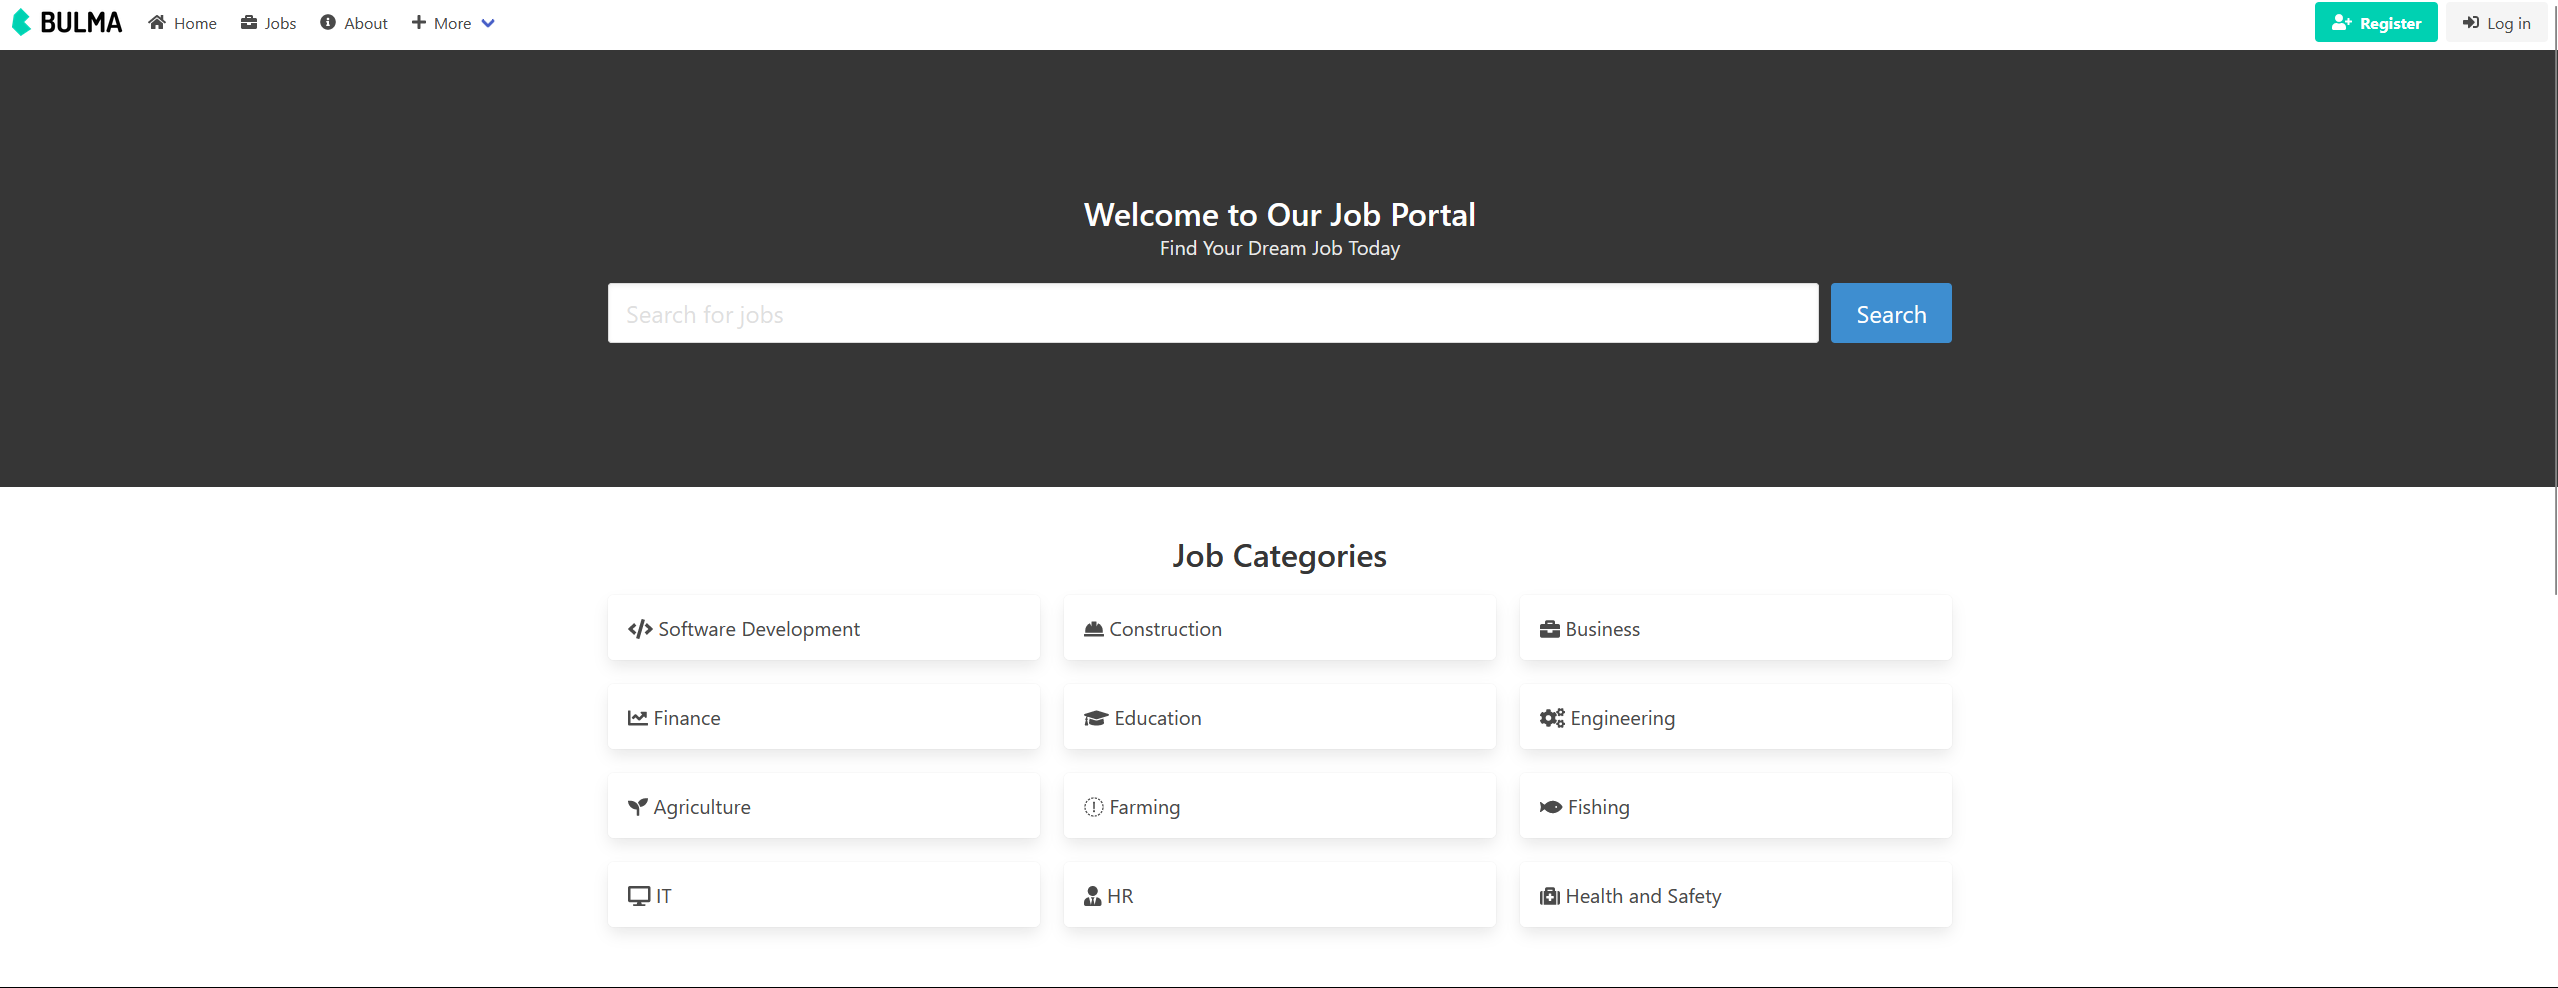 BULMA Home Jobs About More Register Log in
Welcome to Our Job Portal
Find Your Dream Job Today
Search for jobs Search
Job Categories
Software Development Construction Business
Finance Education Engineering
Agriculture Farming Fishing
IT HR Health and Safety